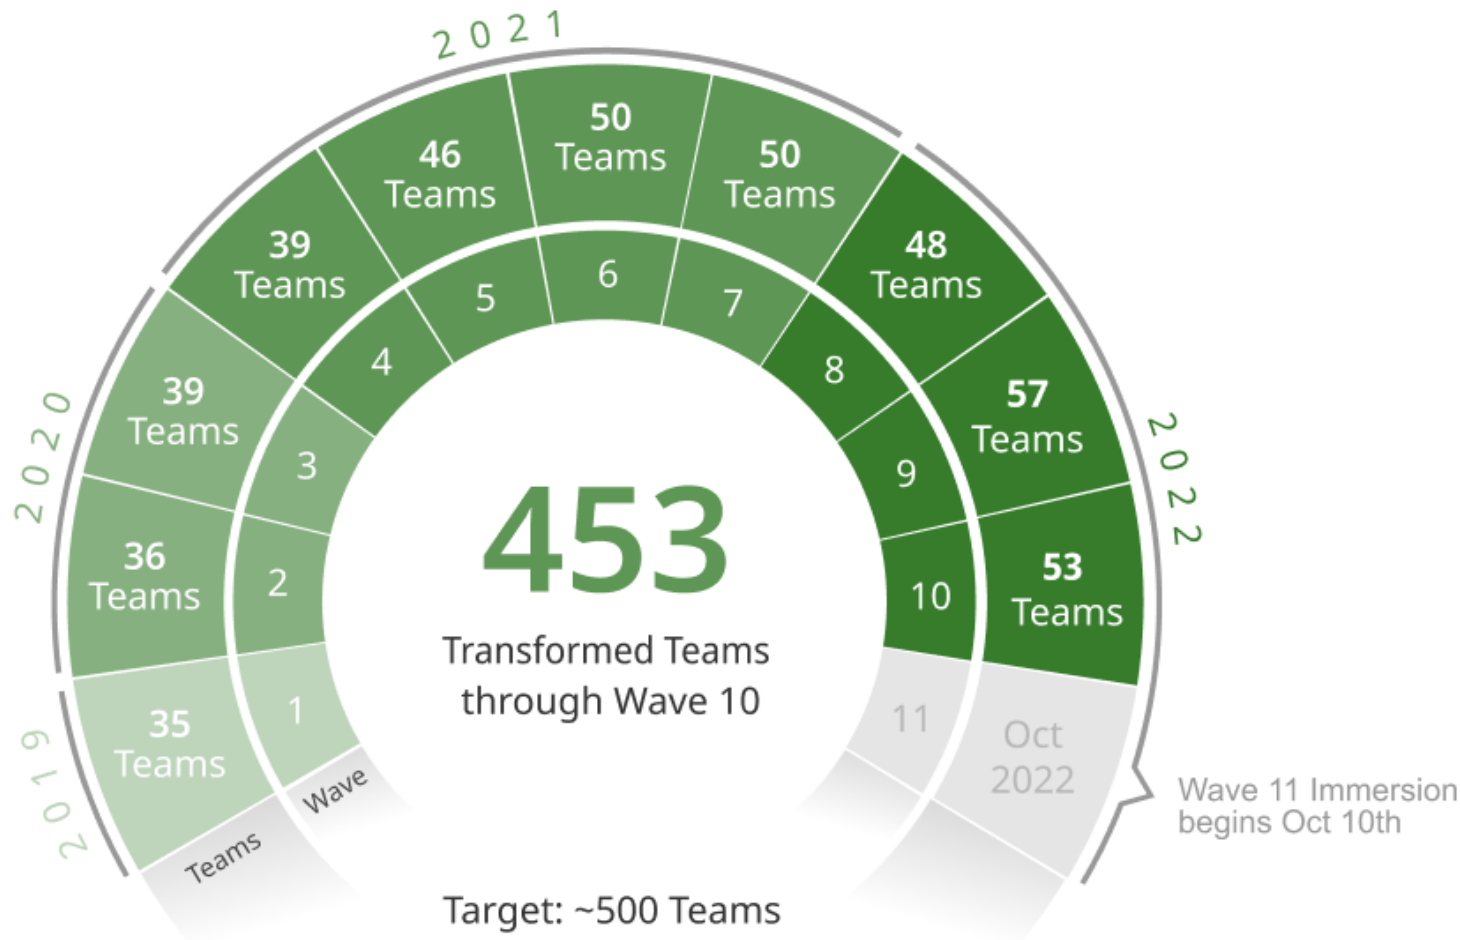 2021
50
Teams
46
Teams
50
Teams
39
Teams
48
Teams
6
5
7
4
8
39
Teams
57
Teams
2020
2022
3
9
453
36
Teams
53
Teams
2
10
Transformed Teams
through Wave 10
35
Teams
1
11
Oct
2022
2019
Wave
Wave 11 Immersion
begins Oct 10th
Teams
Target: ~500 Teams